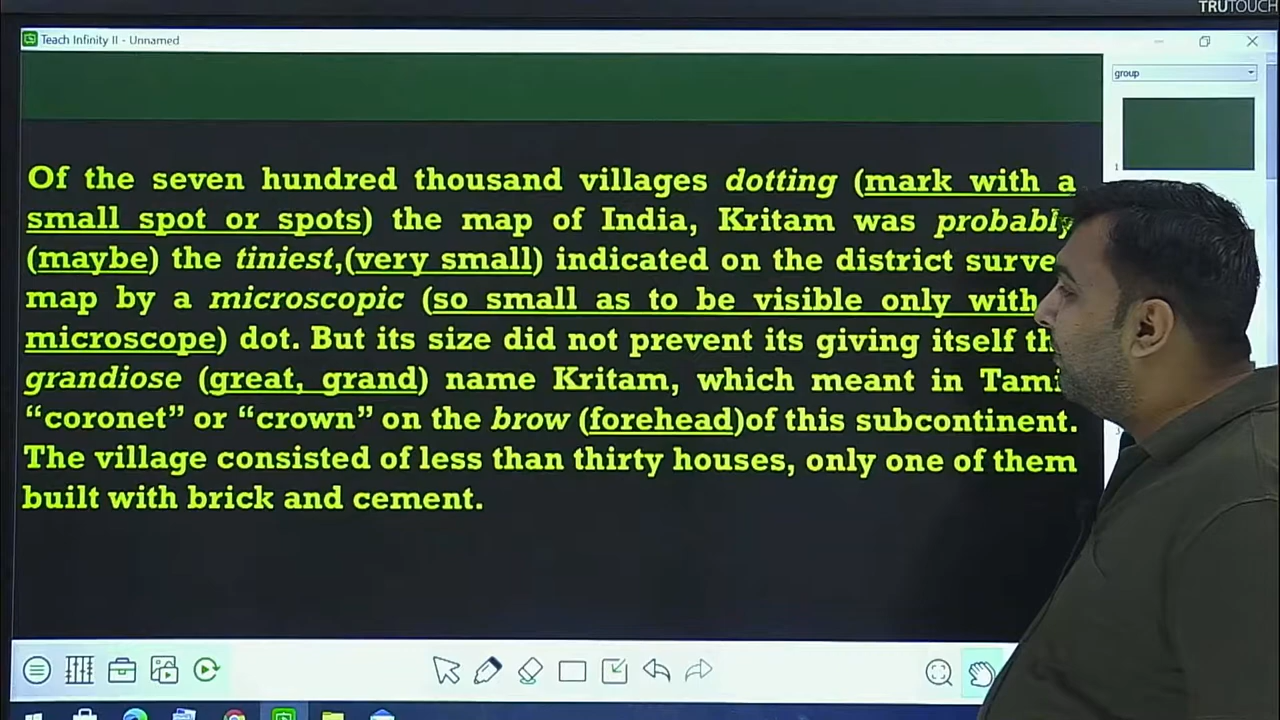 TRUTOUCH
Teach Infinity II - Unnamed
group
Of the seven hundred thousand villages dotting (mark with a
small spot or spots) the map of India, Kritam was probably
(maybe) the tiniest,(very small) indicated on the district
map by a microscopic (so small as to be visible only with
microscope) dot. But its size did not prevent its giving itself
grandiose (great, grand) name Kritam, which meant in
“coronet” or “crown” on the brow (forehead)of this subcontinent.
The village consisted of less than thirty houses, only one of them
built with brick and cement.
1